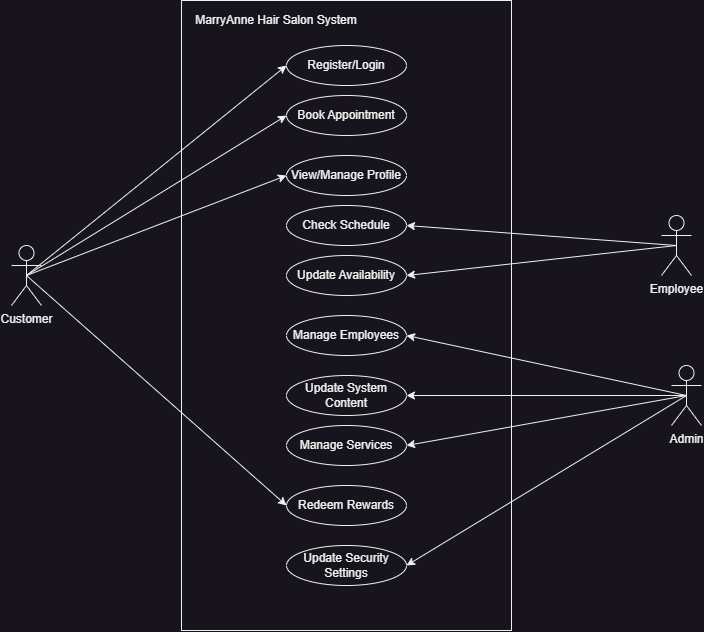 MarryAnne Hair Salon System
Register/Login
Book Appointment
View/Manage Profile
Check Schedule
Update Availability
Customer
Employee
Manage Employees
Update System
Content
Manage Services
Admin
Redeem Rewards
Update Security
Settings